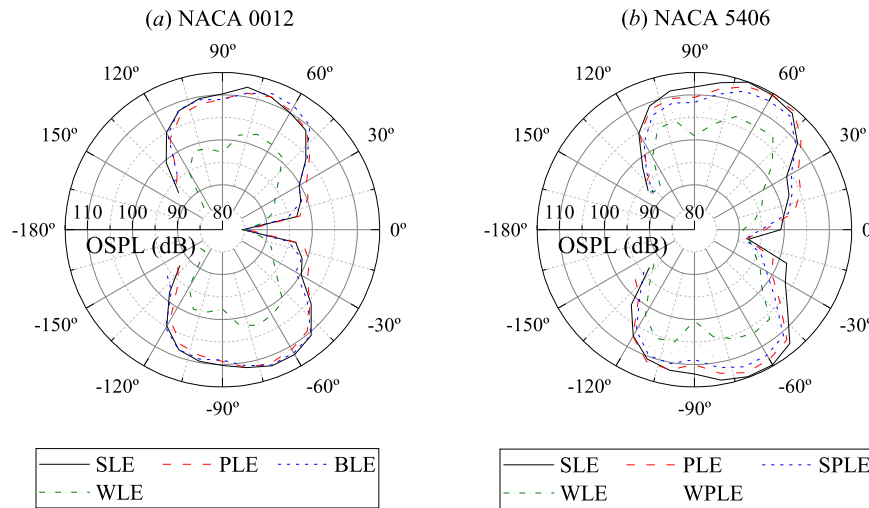 (a) NACA 0012
90º
120º
60º
150º
30º
110 100 90 80
-180º
0º
OSPL (dB)
-150º
-30º
-120º
-60º
-90º
SLE PLE BLE
WLE
(b) NACA 5406
90º
120º
60º
150º
30º
110 100 90 80
-180º
0
OSPL (dB)
-150º
-30º
-120º
-60º
-90º
SLE PLE SPLE
WLE WPLE